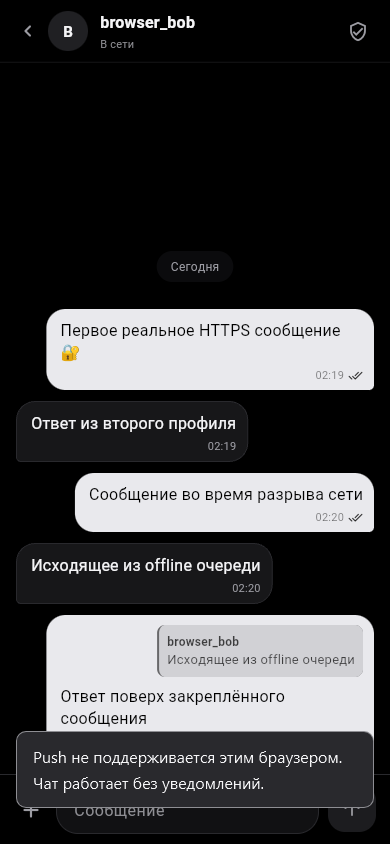 B
browser_bob
В сети
Сегодня
Первое реальное HTTPS сообщение
🔐
02:19
Ответ из второго профиля
02:19
Сообщение во время разрыва сети
02:20
Исходящее из offline очереди
02:20
browser_bob
Исходящее из offline очереди
Ответ поверх закреплённого
сообщения
Push не поддерживается этим браузером.
Чат работает без уведомлений.
Сообщение